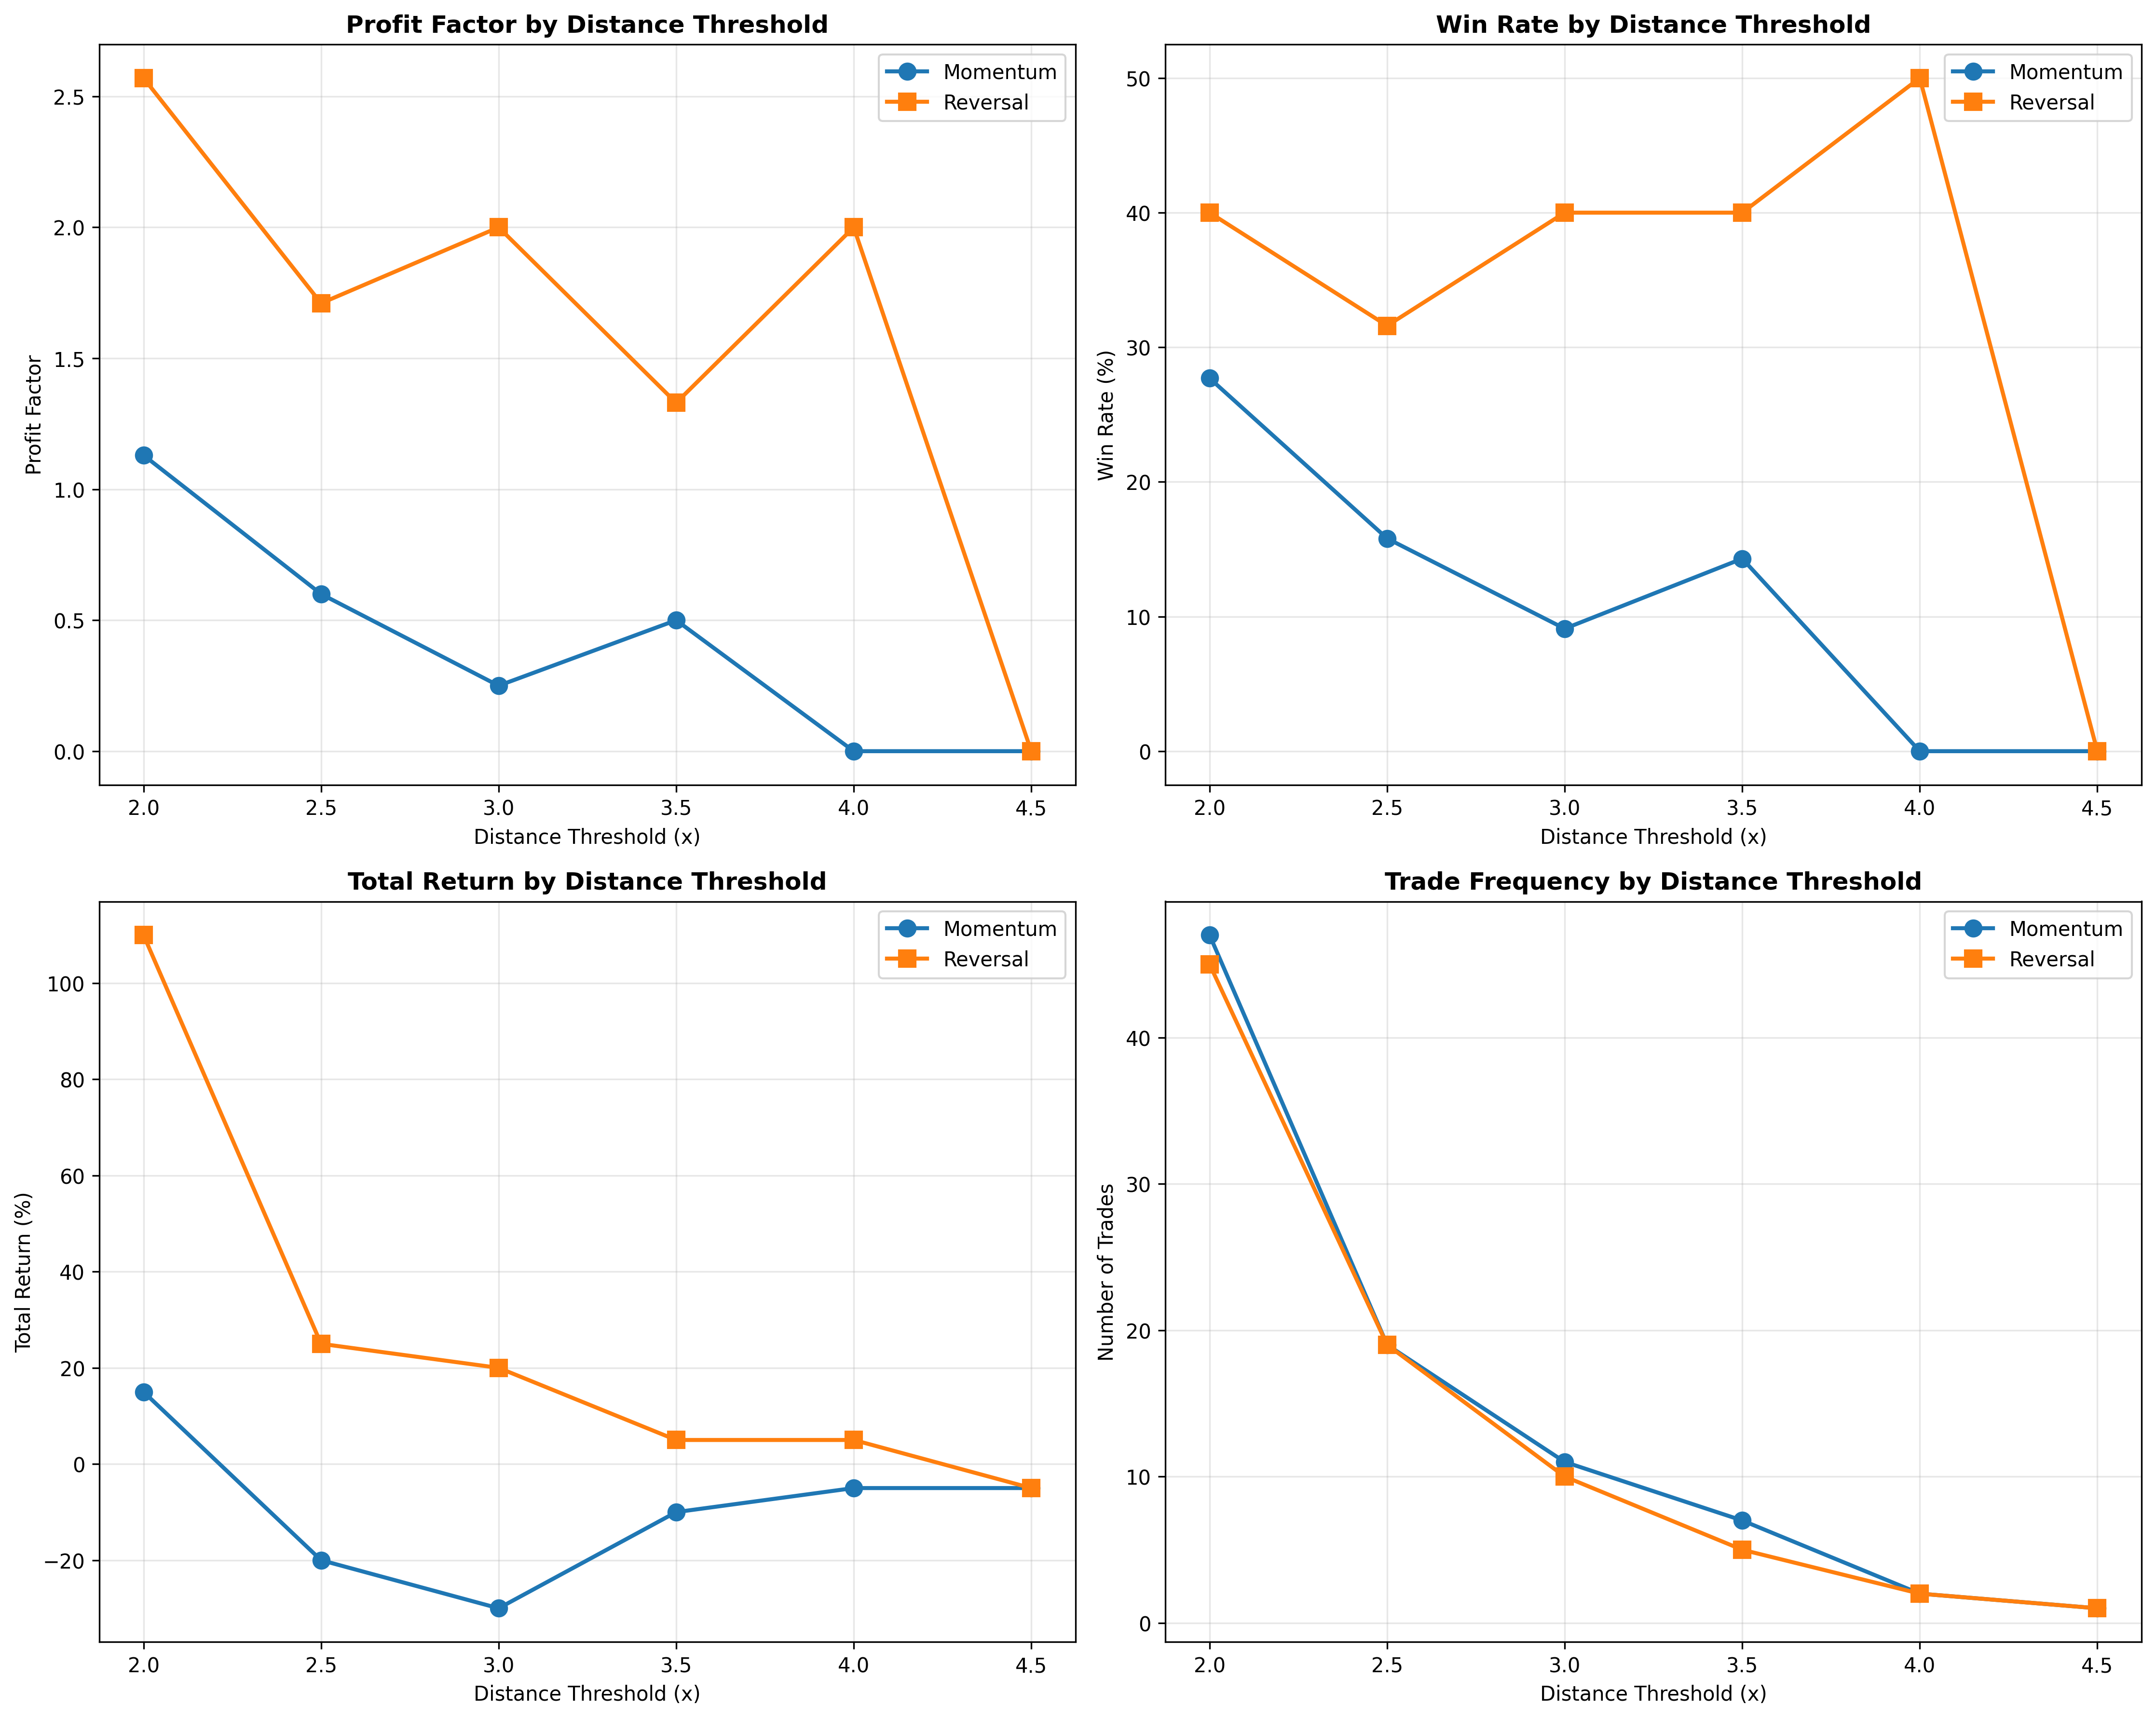 Profit Factor by Distance Threshold
Momentum
Reversal
Profit Factor
2.5
2.0
1.5
1.0
0.5
0.0
2.0 2.5 3.0 3.5 4.0 4.5
Distance Threshold (x)
Win Rate by Distance Threshold
Momentum
Reversal
Win Rate (%)
50
40
30
20
10
0
2.0 2.5 3.0 3.5 4.0 4.5
Distance Threshold (x)
Total Return by Distance Threshold
Momentum
Reversal
Total Return (%)
100
80
60
40
20
0
−20
2.0 2.5 3.0 3.5 4.0 4.5
Distance Threshold (x)
Trade Frequency by Distance Threshold
Momentum
Reversal
Number of Trades
40
30
20
10
0
2.0 2.5 3.0 3.5 4.0 4.5
Distance Threshold (x)